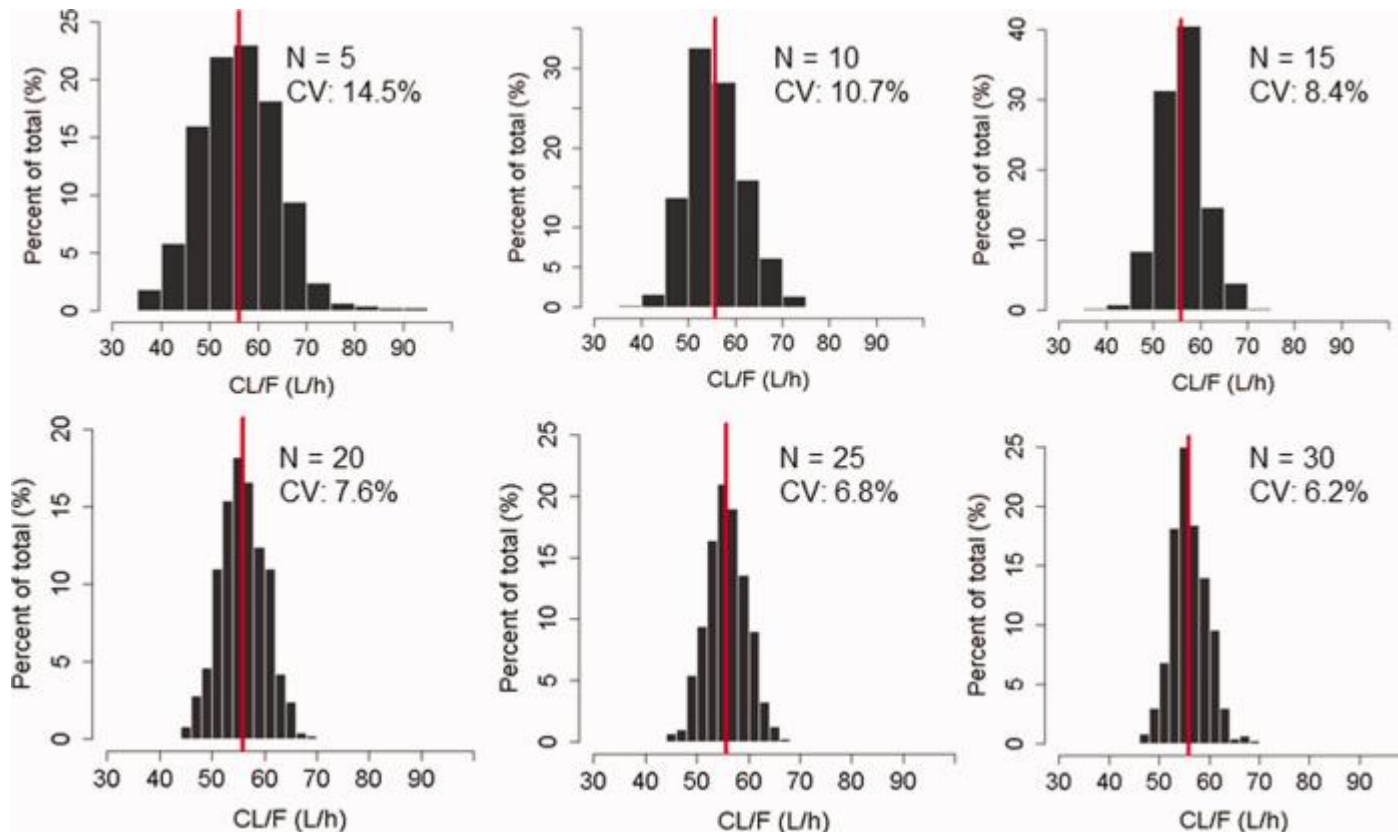 Percent of total (%)
25
20
15
10
5
0
N = 5
CV: 14.5%
30 40 50 60 70 80 90
CL/F (L/h)
Percent of total (%)
30
20
10
5
0
N = 10
CV: 10.7%
30 40 50 60 70 80 90
CL/F (L/h)
Percent of total (%)
40
30
20
10
0
N = 15
CV: 8.4%
30 40 50 60 70 80 90
CL/F (L/h)
Percent of total (%)
20
15
10
5
0
N = 20
CV: 7.6%
30 40 50 60 70 80 90
CL/F (L/h)
Percent of total (%)
25
20
15
10
5
0
N = 25
CV: 6.8%
30 40 50 60 70 80 90
CL/F (L/h)
Percent of total (%)
25
20
15
10
5
0
N = 30
CV: 6.2%
30 40 50 60 70 80 90
CL/F (L/h)